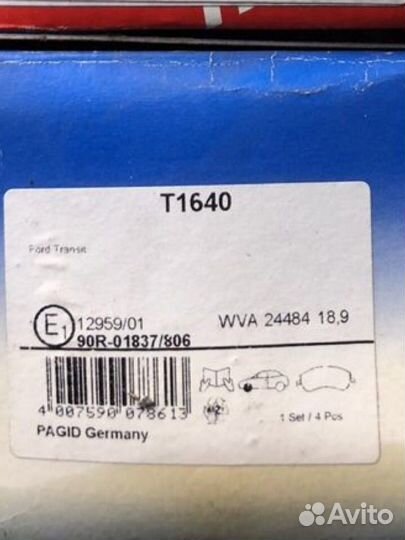 T1640
Ford Transit
E1
12959/01
90R-01837/806
WVA 24484 18,9
4 007590 078613
1 Set / 4 Pcs
PAGID Germany
Avito